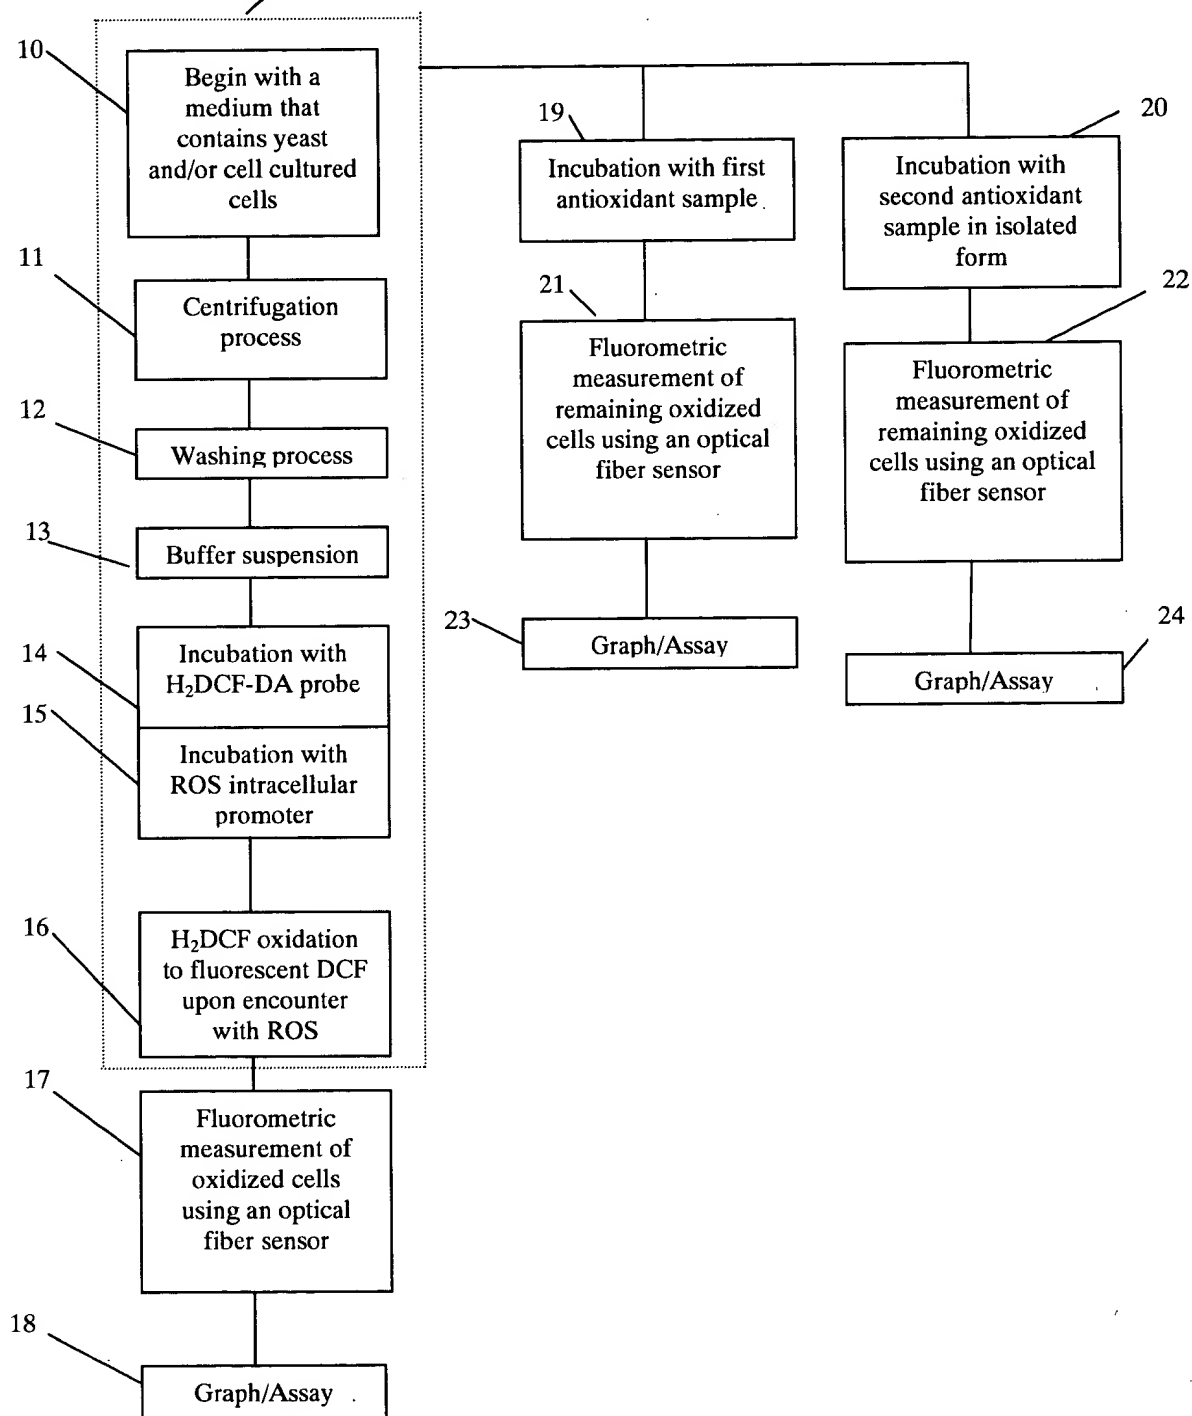 10
Begin with a
medium that
contains yeast
and/or cell cultured
cells
11
Centrifugation
process
12
Washing process
13
Buffer suspension
14
Incubation with
H₂DCF-DA probe
15
Incubation with
ROS intracellular
promoter
16
H₂DCF oxidation
to fluorescent DCF
upon encounter
with ROS
17
Fluorometric
measurement of
oxidized cells
using an optical
fiber sensor
18
Graph/Assay
19
Incubation with first
antioxidant sample
21
Fluorometric
measurement of
remaining oxidized
cells using an optical
fiber sensor
23
Graph/Assay
20
Incubation with
second antioxidant
sample in isolated
form
22
Fluorometric
measurement of
remaining oxidized
cells using an optical
fiber sensor
24
Graph/Assay